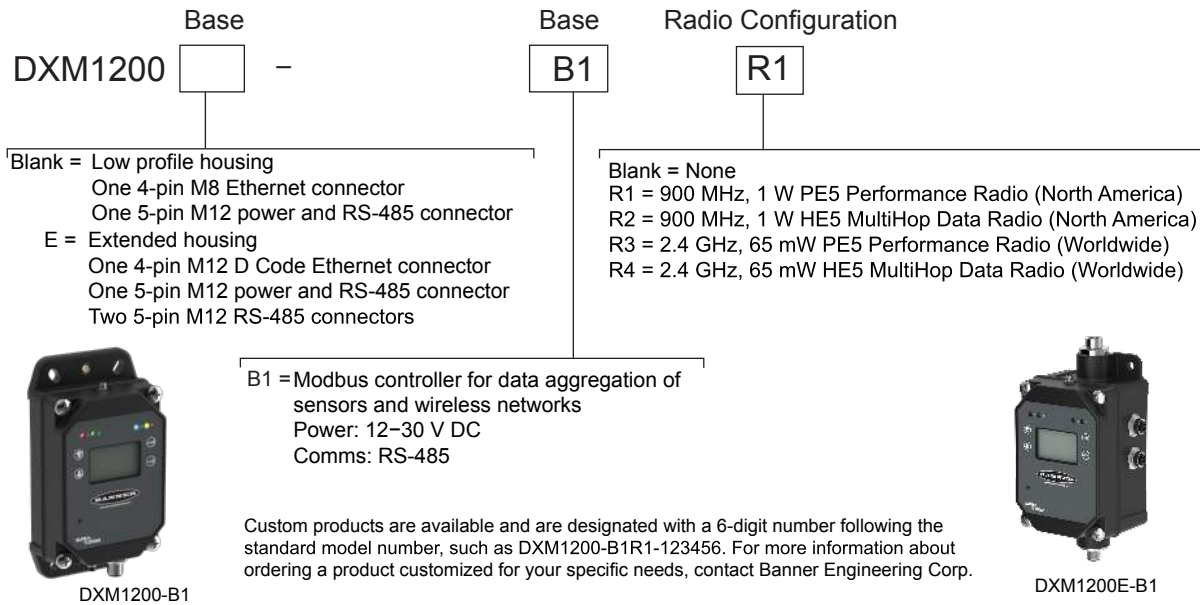 Base Base Radio Configuration
DXM1200 – B1 R1
Blank = Low profile housing
One 4-pin M8 Ethernet connector
One 5-pin M12 power and RS-485 connector
E = Extended housing
One 4-pin M12 D Code Ethernet connector
One 5-pin M12 power and RS-485 connector
Two 5-pin M12 RS-485 connectors
Blank = None
R1 = 900 MHz, 1 W PE5 Performance Radio (North America)
R2 = 900 MHz, 1 W HE5 MultiHop Data Radio (North America)
R3 = 2.4 GHz, 65 mW PE5 Performance Radio (Worldwide)
R4 = 2.4 GHz, 65 mW HE5 MultiHop Data Radio (Worldwide)
B1 = Modbus controller for data aggregation of
sensors and wireless networks
Power: 12−30 V DC
Comms: RS-485
Custom products are available and are designated with a 6-digit number following the
standard model number, such as DXM1200-B1R1-123456. For more information about
ordering a product customized for your specific needs, contact Banner Engineering Corp.
BANNER
DXM1200-B1
BANNER
DXM1200E-B1